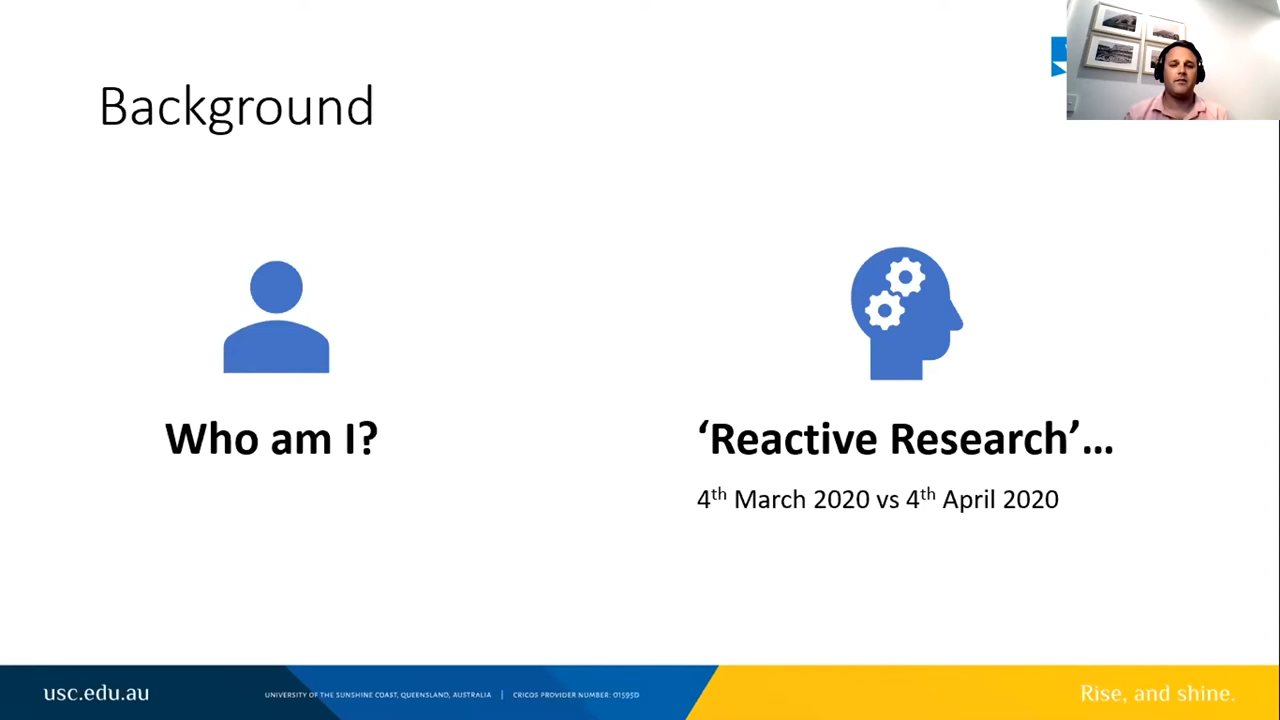 Background
Who am I?
‘Reactive Research’...
4th March 2020 vs 4th April 2020
usc.edu.au
UNIVERSITY OF THE SUNSHINE COAST, QUEENSLAND, AUSTRALIA | CRICOS PROVIDER NUMBER: 01595D
Rise, and shine.